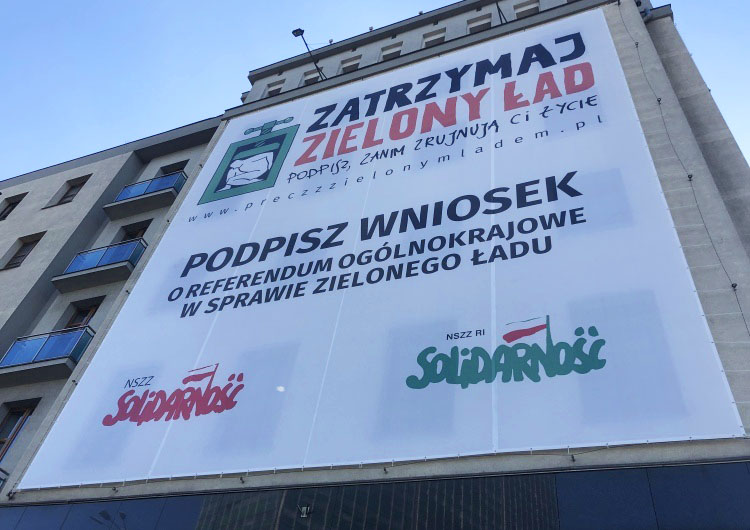 ZATRZYMAJ
ZIELONY ŁAD
PODPISZ, ZANIM ZRUJNUJĄ CI ŻYCIE
www.preczzzielonymladem.pl
PODPISZ WNIOSEK
O REFERENDUM OGÓLNOKRAJOWE
W SPRAWIE ZIELONEGO ŁADU
NSZZ
SOLIDARNOŚĆ
NSZZ RI
SOLIDARNOŚĆ